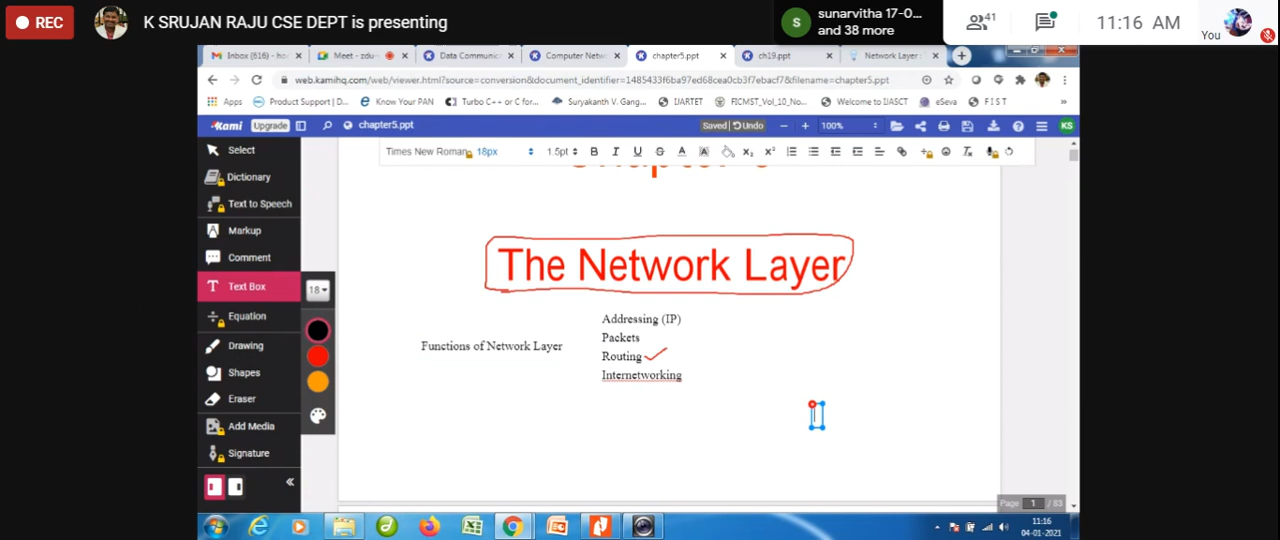 REC
K SRUJAN RAJU CSE DEPT is presenting
S
sunarvitha 17-0...
and 38 more
41
11:16 AM
You
Inbox (616) - ho
Meet - zdu
Data Communic
Computer Netw
chapter5.ppt
ch19.ppt
Network Layer
web.kamihq.com/web/viewer.html?source=conversion&document_identifier=1485433f6ba97ed68cea0cb3f7ebacf7&filename=chapter5.ppt
Apps
Product Support | D...
Know Your PAN
Turbo C++ or C for...
Suryakanth V. Gang...
IJARTET
FICMST_Vol_10_No...
Welcome to IJASCT
eSeva
F I S T
Kami
Upgrade
chapter5.ppt
Saved
Undo
100%
KS
Times New Roman
18px
1.5pt
B I U S A
Select
Dictionary
Text to Speech
Markup
Comment
Text Box
18
Equation
Drawing
Shapes
Eraser
Add Media
Signature
The Network Layer
Functions of Network Layer
Addressing (IP)
Packets
Routing
Internetworking
Page 1 / 83
11:16
04-01-2021